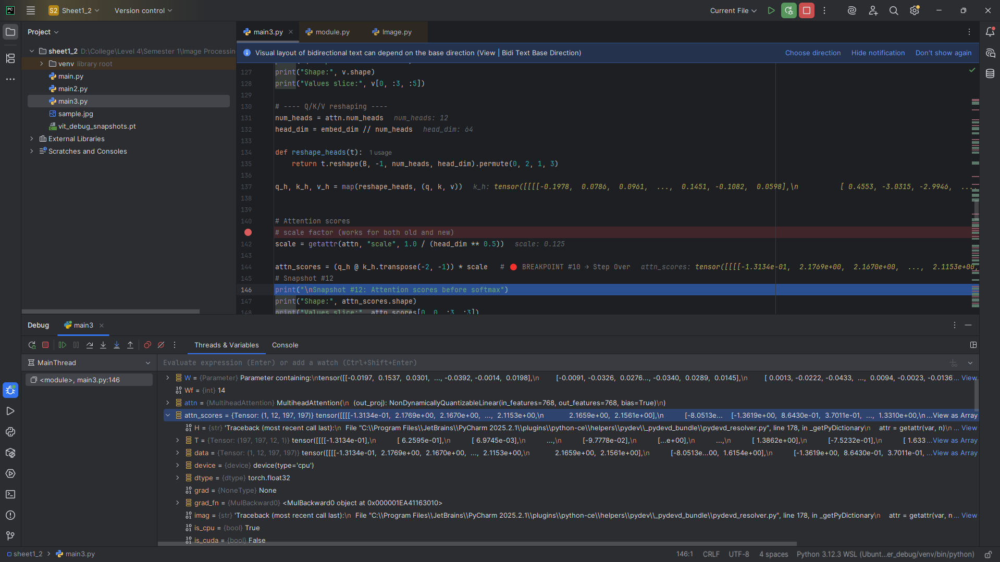 PC
S2 Sheet1_2
Version control
Current File
Project
main3.py
module.py
Image.py
sheet1_2 D:\College\Level 4\Semester 1\Image Processin
venv library root
main.py
main2.py
main3.py
sample.jpg
vit_debug_snapshots.pt
External Libraries
Scratches and Consoles
Visual layout of bidirectional text can depend on the base direction (View | Bidi Text Base Direction)
Choose direction Hide notification Don't show again
127 print("Shape:", v.shape)
128 print("Values slice:", v[0, :3, :5])
129
130 # ---- Q/K/V reshaping ----
131 num_heads = attn.num_heads num_heads: 12
132 head_dim = embed_dim // num_heads head_dim: 64
133
134 def reshape_heads(t): 1 usage
135 return t.reshape(B, -1, num_heads, head_dim).permute(0, 2, 1, 3)
136
137 q_h, k_h, v_h = map(reshape_heads, (q, k, v)) k_h: tensor([[[[-0.1978, 0.0786, 0.0961, ..., 0.1451, -0.1082, 0.0598],\n [ 0.4553, -3.0315, -2.9946, ...,
138
139
140 # Attention scores
# scale factor (works for both old and new)
142 scale = getattr(attn, "scale", 1.0 / (head_dim ** 0.5)) scale: 0.125
143
144 attn_scores = (q_h @ k_h.transpose(-2, -1)) * scale # 🔴 BREAKPOINT #10 → Step Over attn_scores: tensor([[[[-1.3134e-01, 2.1769e+00, 2.1670e+00, ..., 2.1153e+00,
145 # Snapshot #12
146 print("\nSnapshot #12: Attention scores before softmax")
147 print("Shape:", attn_scores.shape)
148 print("Values slice:", attn_scores[0, 0, :3, :3])
Debug
main3
Threads & Variables
Console
MainThread
Evaluate expression (Enter) or add a watch (Ctrl+Shift+Enter)
<module>, main3.py:146
W = {Parameter} Parameter containing:\ntensor([[-0.0197, 0.1537, 0.0301, ..., -0.0392, -0.0014, 0.0198],\n [-0.0091, -0.0326, 0.0276..., -0.0340, 0.0289, 0.0145],\n [ 0.0013, -0.0222, -0.0433, ..., 0.0094, -0.0023, -0.0136 ... View
Wf = {int} 14
attn = {MultiheadAttention} MultiheadAttention(\n (out_proj): NonDynamicallyQuantizableLinear(in_features=768, out_features=768, bias=True)\n)
attn_scores = {Tensor: (1, 12, 197, 197)} tensor([[[[-1.3134e-01, 2.1769e+00, 2.1670e+00, ..., 2.1153e+00,\n 2.1659e+00, 2.1561e+00],\n [-8.0513e... [-1.3619e+00, 8.6430e-01, 3.7011e-01, ..., 1.3310e+00,\n ...View as Array
H = {str} 'Traceback (most recent call last):\n File "C:\\Program Files\\JetBrains\\PyCharm 2025.2.1\\plugins\\python-ce\\helpers\\pydev\\_pydevd_bundle\\pydevd_resolver.py", line 178, in _getPyDictionary\n attr = getattr(var, n)\n ... View
T = {Tensor: (197, 197, 12, 1)} tensor([[[[-1.3134e-01],\n [ 6.2595e-01],\n [ 6.9745e-03],\n ...,\n [-9.7778e-02],\n [...e+00],\n ...,\n [ 1.3862e+00],\n [-7.5232e-01],\n [ 1.633 ...View as Array
data = {Tensor: (1, 12, 197, 197)} tensor([[[[-1.3134e-01, 2.1769e+00, 2.1670e+00, ..., 2.1153e+00,\n 2.1659e+00, 2.1561e+00],\n [-8.0513e...00, 1.6154e+00],\n [-1.3619e+00, 8.6430e-01, 3.7011e-01, ...View as Array
device = {device} device(type='cpu')
dtype = {dtype} torch.float32
grad = {NoneType} None
grad_fn = {MulBackward0} <MulBackward0 object at 0x000001EA41163010>
imag = {str} 'Traceback (most recent call last):\n File "C:\\Program Files\\JetBrains\\PyCharm 2025.2.1\\plugins\\python-ce\\helpers\\pydev\\_pydevd_bundle\\pydevd_resolver.py", line 178, in _getPyDictionary\n attr = getattr(var, n ... View
is_cpu = {bool} True
is_cuda = {bool} False
sheet1_2 > main3.py
146:1 CRLF UTF-8 4 spaces Python 3.12.3 WSL (Ubunt...er_debug/venv/bin/python)